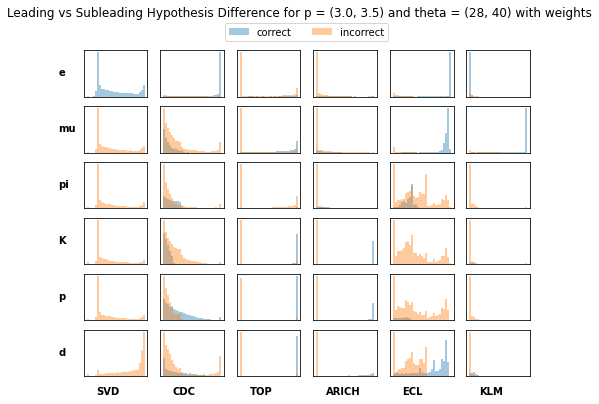 Leading vs Subleading Hypothesis Difference for p = (3.0, 3.5) and theta = (28, 40) with weights
correct incorrect
e
mu
pi
K
p
d
SVD CDC TOP ARICH ECL KLM